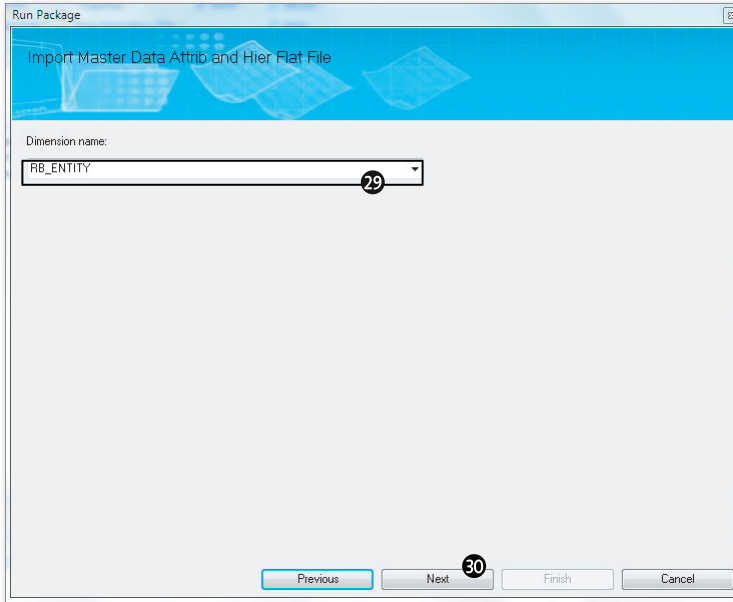 Run Package
Import Master Data Attrib and Hier Flat File
Dimension name:
RB_ENTITY
29
30
Previous Next Finish Cancel